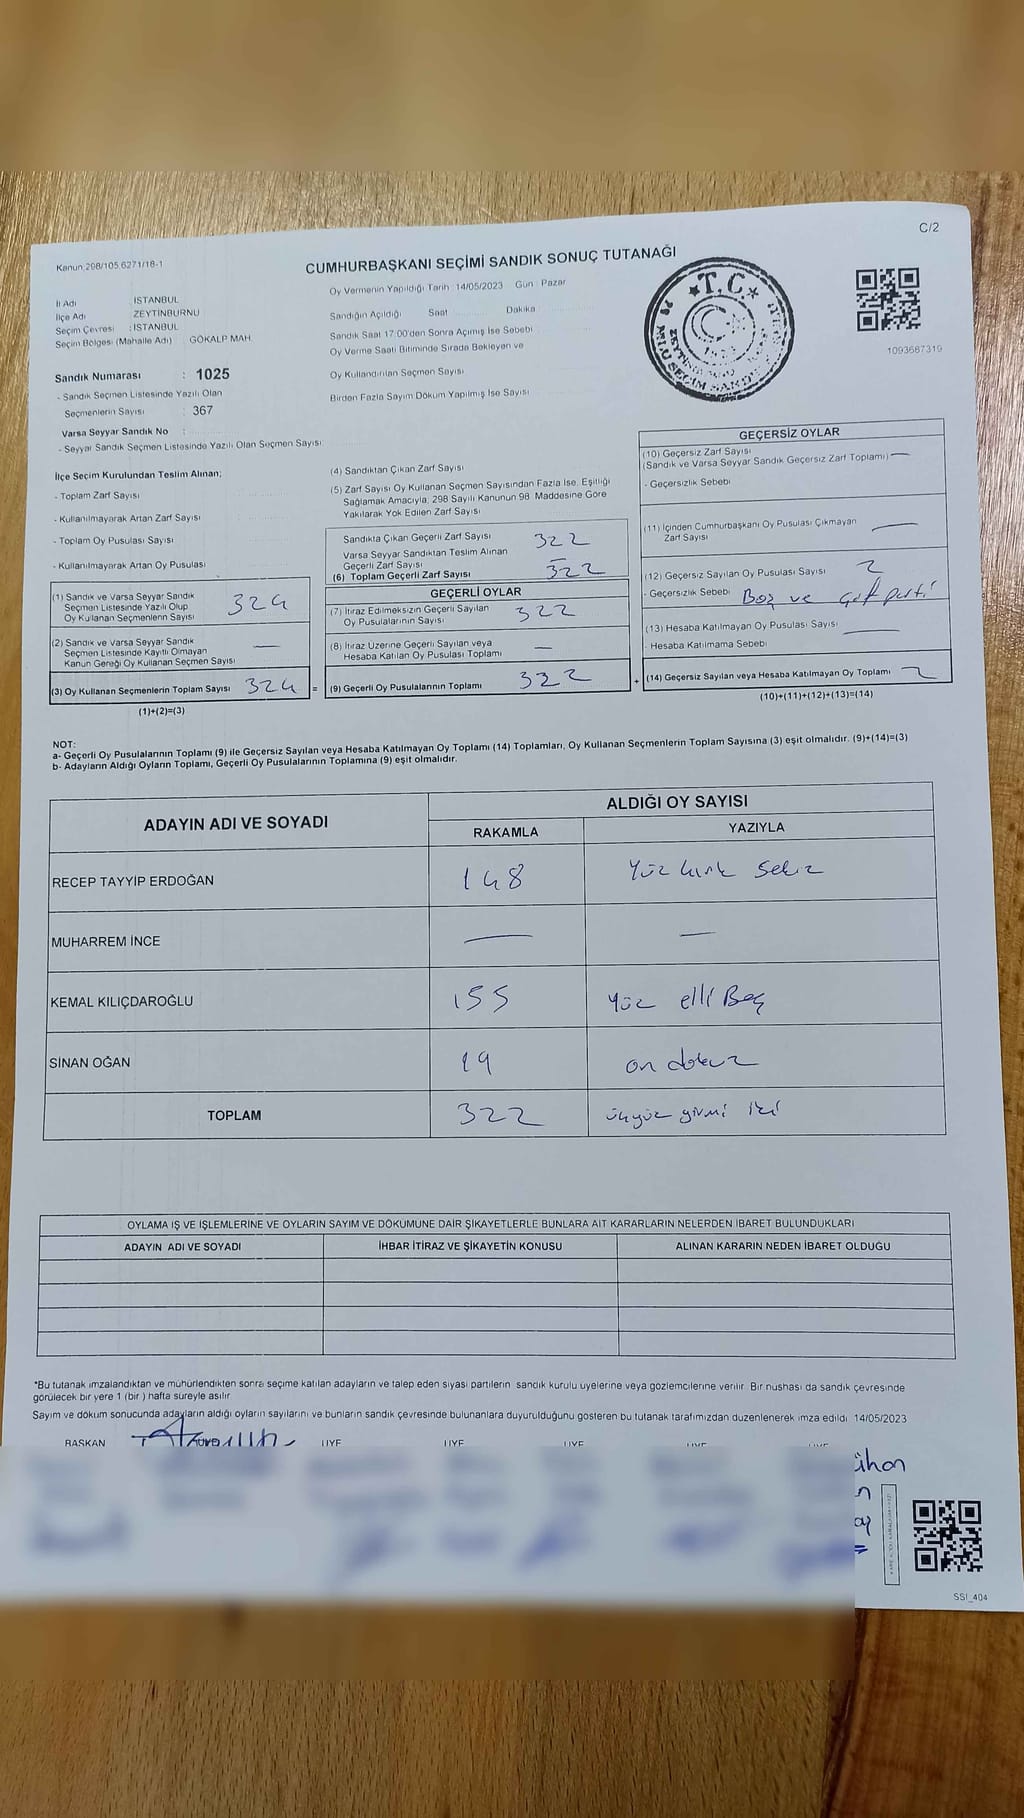 C/2
Kanun:298/105 6271/18-1
CUMHURBAŞKANI SEÇİMİ SANDIK SONUÇ TUTANAĞI
İl Adı : İSTANBUL
İlçe Adı : ZEYTİNBURNU
Seçim Çevresi : İSTANBUL
Seçim Bölgesi (Mahalle Adı) : GÖKALP MAH.
Sandık Numarası : 1025
- Sandık Seçmen Listesinde Yazılı Olan
Seçmenlerin Sayısı : 367
Varsa Seyyar Sandık No :
- Seyyar Sandık Seçmen Listesinde Yazılı Olan Seçmen Sayısı:
Oy Vermenin Yapıldığı Tarih: 14/05/2023 Gün: Pazar
Sandığın Açıldığı Saat Dakika
Sandık Saat 17:00'den Sonra Açımış İse Sebebi
Oy Verme Saati Bitiminde Sırada Bekleyen ve
Oy Kullandırılan Seçmen Sayısı
Birden Fazla Sayım Döküm Yapılmış İse Sayısı
T.C.
1093687319
İlçe Seçim Kurulundan Teslim Alınan;
- Toplam Zarf Sayısı
- Kullanılmayarak Artan Zarf Sayısı
- Toplam Oy Pusulası Sayısı
- Kullanılmayarak Artan Oy Pusulası
(1) Sandık ve Varsa Seyyar Sandık
Seçmen Listesinde Yazılı Olup
Oy Kullanan Seçmenlerin Sayısı 324
(2) Sandık ve Varsa Seyyar Sandık
Seçmen Listesinde Kayıtlı Olmayan
Kanun Gereği Oy Kullanan Seçmen Sayısı —
(3) Oy Kullanan Seçmenlerin Toplam Sayısı 324 =
(1)+(2)=(3)
(4) Sandıktan Çıkan Zarf Sayısı
(5) Zarf Sayısı Oy Kullanan Seçmen Sayısından Fazla İse, Eşitliği
Sağlamak Amacıyla, 298 Sayılı Kanunun 98. Maddesine Göre
Yakılarak Yok Edilen Zarf Sayısı
Sandıkta Çıkan Geçerli Zarf Sayısı 322
Varsa Seyyar Sandıktan Teslim Alınan
Geçerli Zarf Sayısı —
(6) Toplam Geçerli Zarf Sayısı 322
GEÇERLİ OYLAR
(7) İtiraz Edilmeksizin Geçerli Sayılan
Oy Pusulalarının Sayısı 322
(8) İtiraz Üzerine Geçerli Sayılan veya
Hesaba Katılan Oy Pusulası Toplamı —
(9) Geçerli Oy Pusulalarının Toplamı 322 +
GEÇERSİZ OYLAR
(10) Geçersiz Zarf Sayısı
(Sandık ve Varsa Seyyar Sandık Geçersiz Zarf Toplamı) —
- Geçersizlik Sebebi
(11) İçinden Cumhurbaşkanı Oy Pusulası Çıkmayan
Zarf Sayısı —
(12) Geçersiz Sayılan Oy Pusulası Sayısı 2
- Geçersizlik Sebebi Boş ve çift parti
(13) Hesaba Katılmayan Oy Pusulası Sayısı —
- Hesaba Katılmama Sebebi
(14) Geçersiz Sayılan veya Hesaba Katılmayan Oy Toplamı 2
(10)+(11)+(12)+(13)=(14)
NOT:
a- Geçerli Oy Pusulalarının Toplamı (9) ile Geçersiz Sayılan veya Hesaba Katılmayan Oy Toplamı (14) Toplamları, Oy Kullanan Seçmenlerin Toplam Sayısına (3) eşit olmalıdır. (9)+(14)=(3)
b- Adayların Aldığı Oyların Toplamı, Geçerli Oy Pusulalarının Toplamına (9) eşit olmalıdır.
ADAYIN ADI VE SOYADI ALDIĞI OY SAYISI
RAKAMLA YAZIYLA
RECEP TAYYİP ERDOĞAN 148 Yüz kırk sekiz
MUHARREM İNCE — —
KEMAL KILIÇDAROĞLU 155 Yüz elli Beş
SİNAN OĞAN 19 on dokuz
TOPLAM 322 üçyüz yirmi iki
OYLAMA İŞ VE İŞLEMLERİNE VE OYLARIN SAYIM VE DÖKÜMÜNE DAİR ŞİKAYETLERLE BUNLARA AİT KARARLARIN NELERDEN İBARET BULUNDUKLARI
ADAYIN ADI VE SOYADI İHBAR İTİRAZ VE ŞİKAYETİN KONUSU ALINAN KARARIN NEDEN İBARET OLDUĞU
*Bu tutanak imzalandıktan ve mühürlendikten sonra seçime katılan adayların ve talep eden siyasi partilerin sandık kurulu üyelerine veya gözlemcilerine verilir. Bir nushası da sandık çevresinde
görülecek bir yere 1 (bir ) hafta süreyle asılır.
Sayım ve döküm sonucunda adayların aldığı oyların sayılarını ve bunların sandık çevresinde bulunanlara duyurulduğunu gösteren bu tutanak tarafımızdan düzenlenerek imza edildi. 14/05/2023
BAŞKAN ÜYE ÜYE ÜYE ÜYE ÜYE
SSI_404